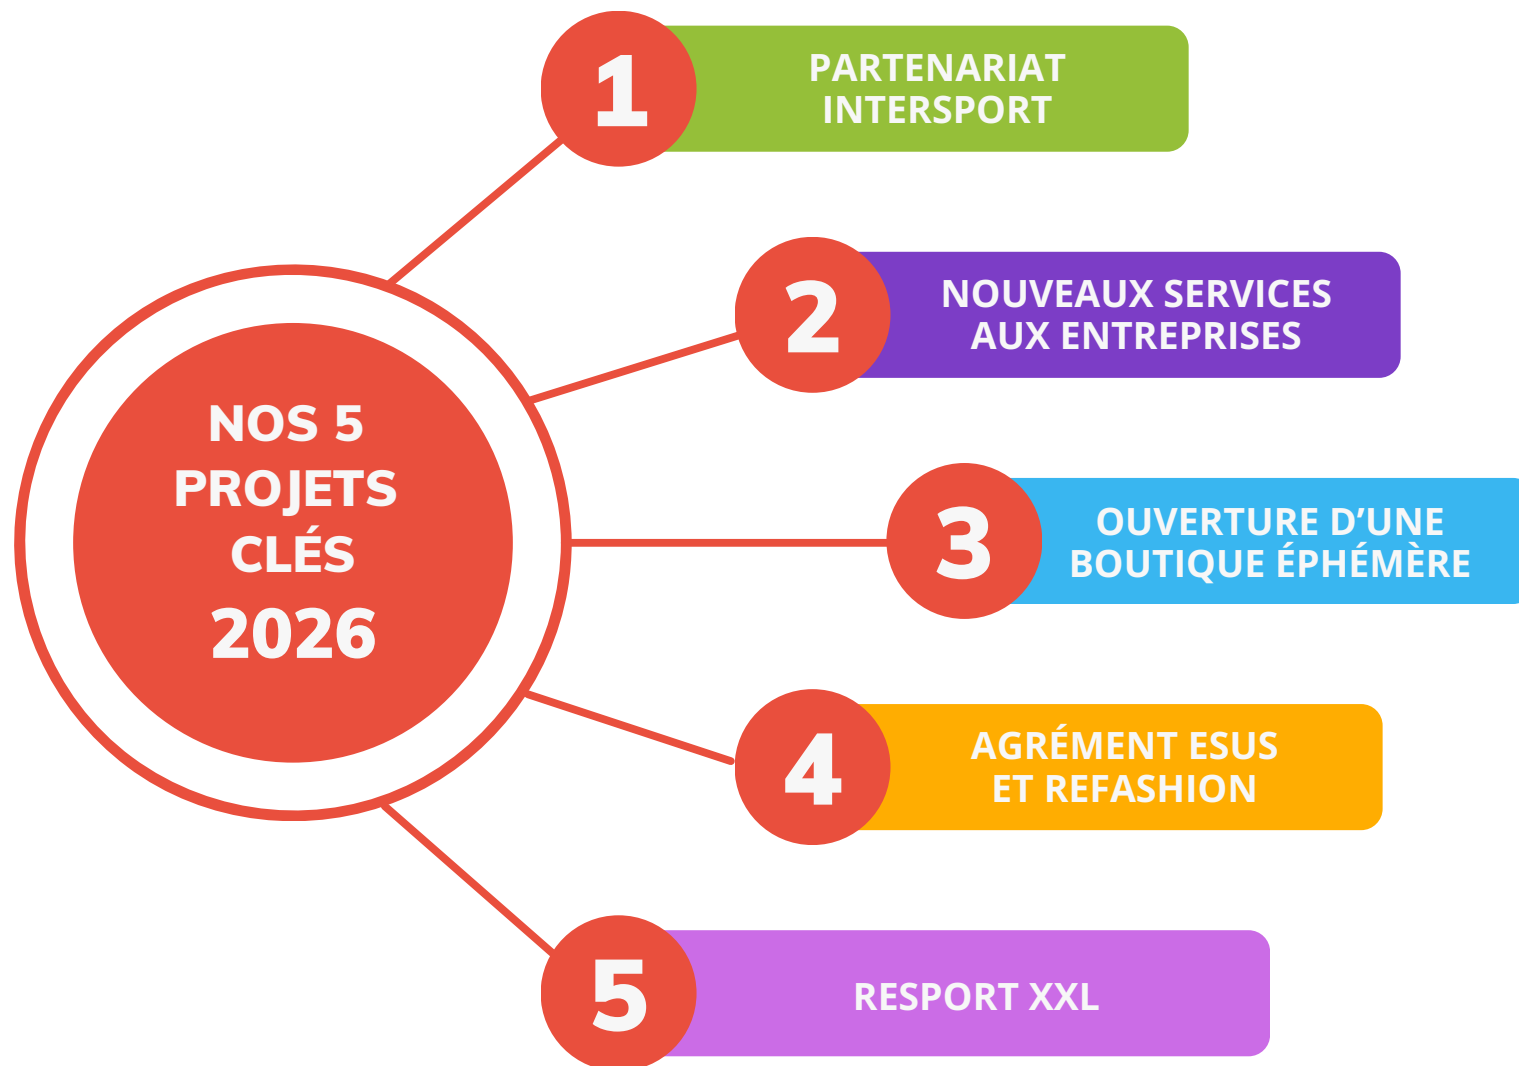 NOS 5
PROJETS
CLÉS
2026
1
PARTENARIAT
INTERSPORT
2
NOUVEAUX SERVICES
AUX ENTREPRISES
3
OUVERTURE D’UNE
BOUTIQUE ÉPHÉMÈRE
4
AGRÉMENT ESUS
ET REFASHION
5
RESPORT XXL